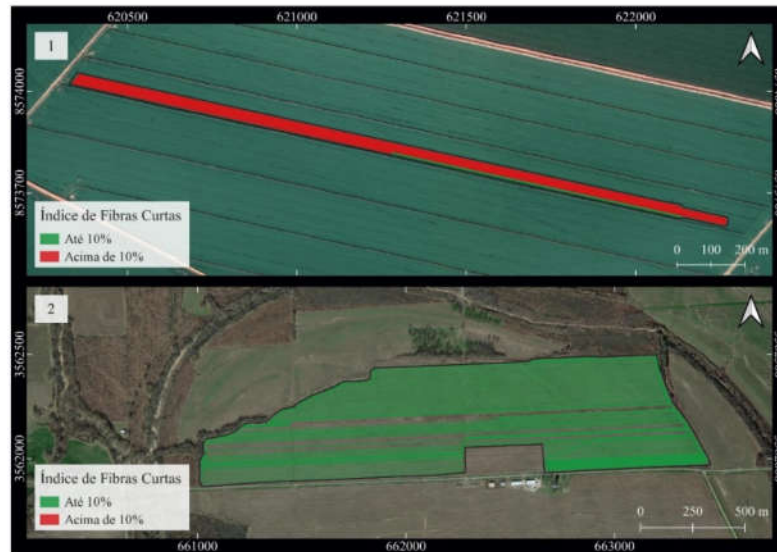 620500 621000 621500 622000
1
8574000
8573700
Índice de Fibras Curtas
Até 10%
Acima de 10%
0 100 200 m
2
3562500
3562000
Índice de Fibras Curtas
Até 10%
Acima de 10%
0 250 500 m
661000 662000 663000